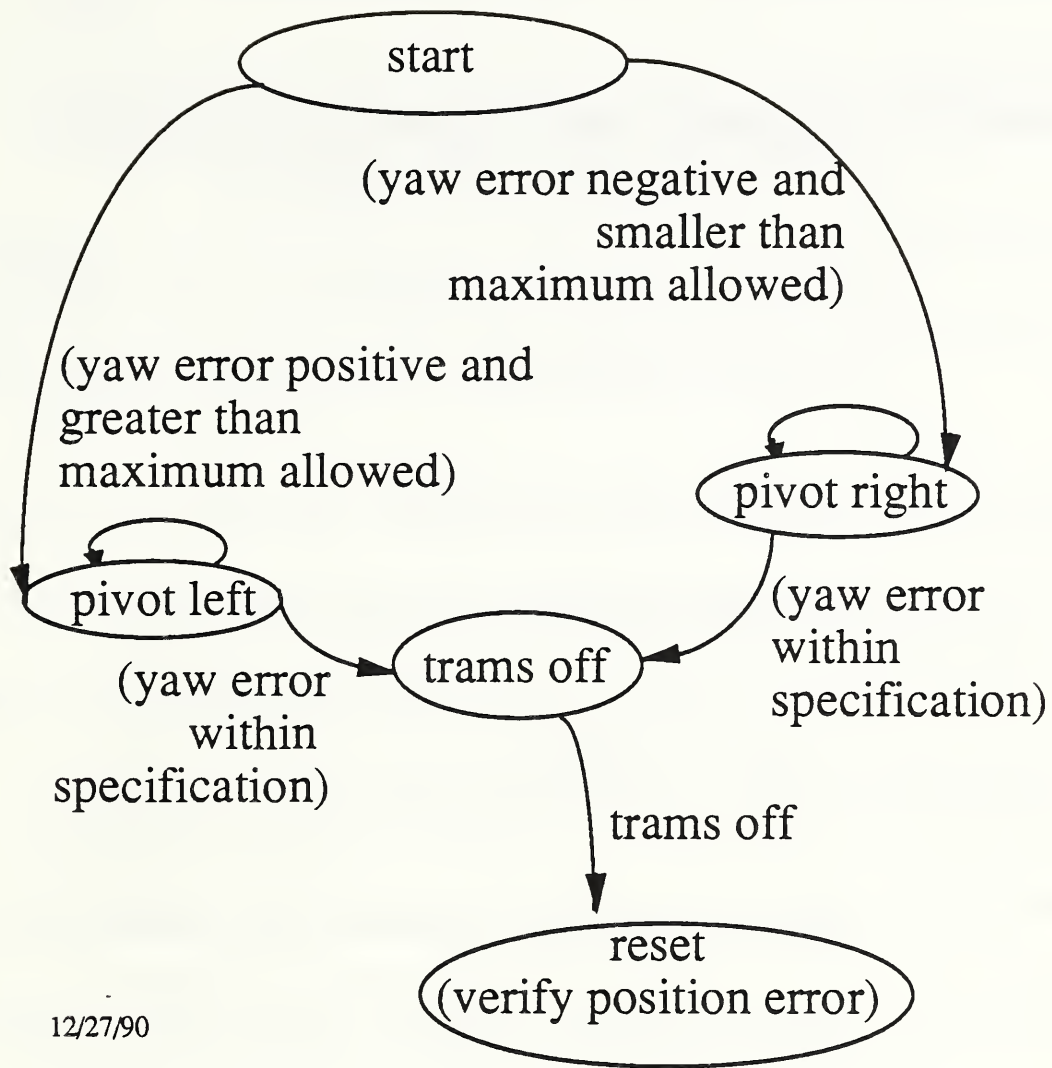 start
(yaw error negative and
smaller than
maximum allowed)
(yaw error positive and
greater than
maximum allowed)
pivot right
pivot left
(yaw error
within
specification)
trams off
(yaw error
within
specification)
trams off
reset
(verify position error)
12/27/90